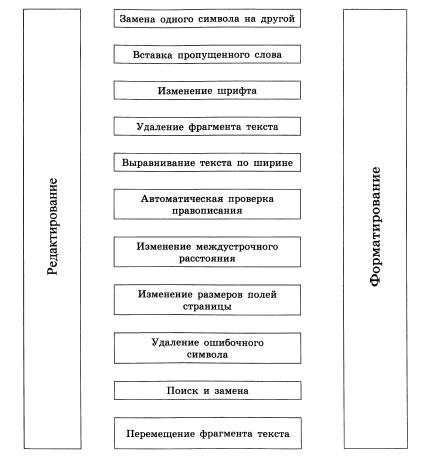 Редактирование
Замена одного символа на другой
Вставка пропущенного слова
Изменение шрифта
Удаление фрагмента текста
Выравнивание текста по ширине
Автоматическая проверка
правописания
Изменение междустрочного
расстояния
Изменение размеров полей
страницы
Удаление ошибочного
символа
Поиск и замена
Перемещение фрагмента текста
Форматирование